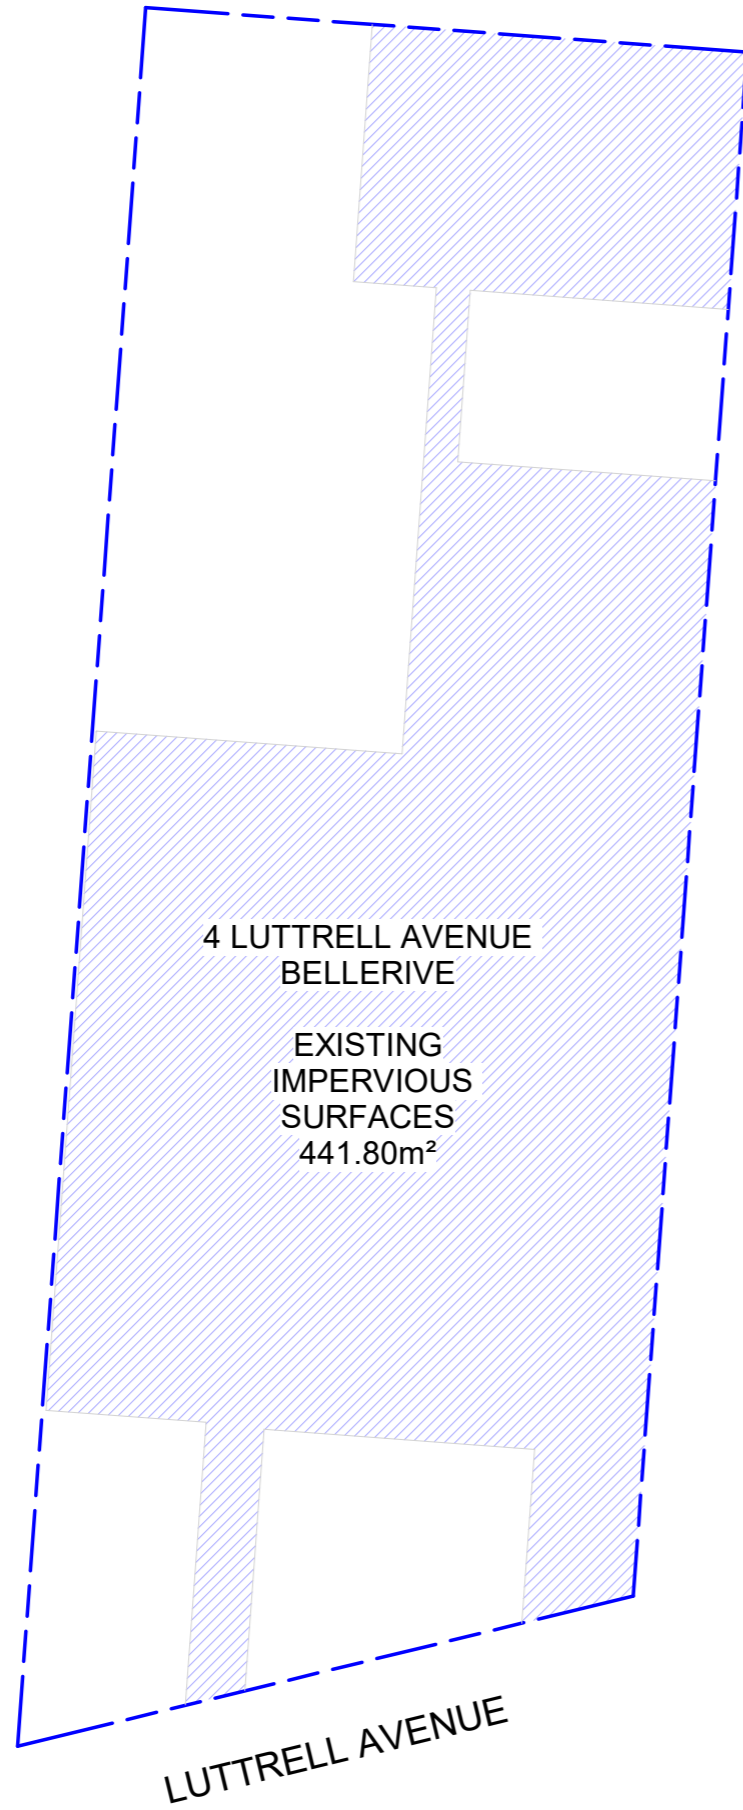 4 LUTTRELL AVENUE
BELLERIVE
EXISTING
IMPERVIOUS
SURFACES
441.80m²
LUTTRELL AVENUE